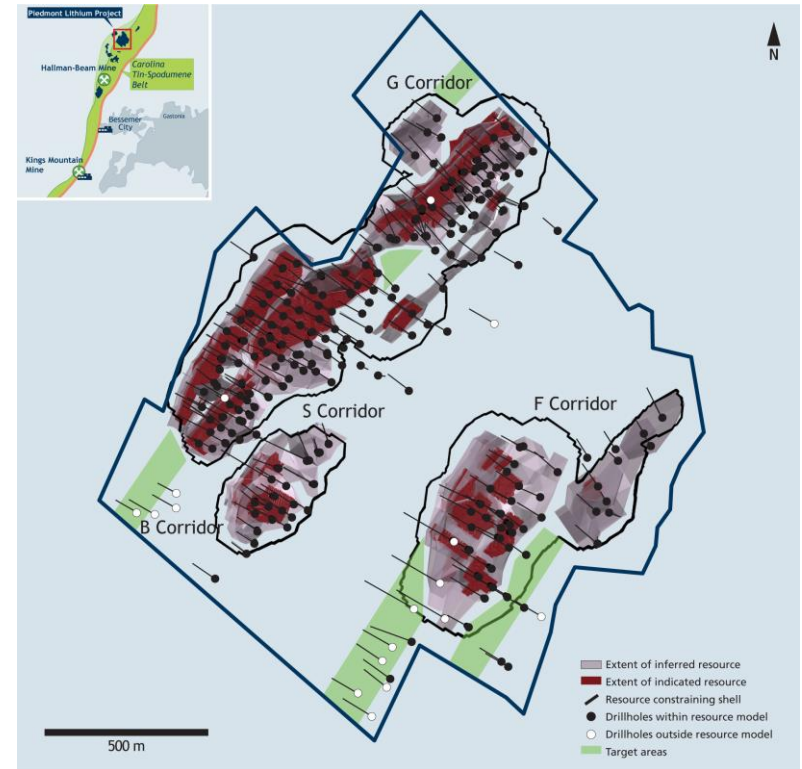 Piedmont Lithium Project
Hallman-Beam Mine
Carolina
Tin-Spodumene
Belt
Bessemer
City
Gastonia
Kings Mountain
Mine
N
G Corridor
S Corridor
F Corridor
B Corridor
Extent of inferred resource
Extent of indicated resource
Resource constraining shell
Drillholes within resource model
Drillholes outside resource model
Target areas
500 m